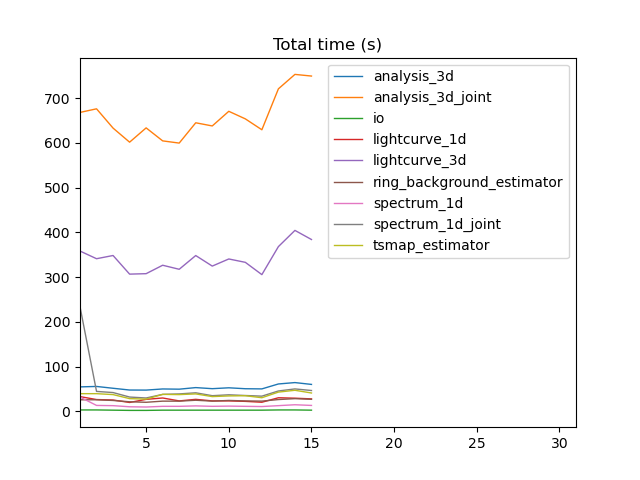 Total time (s)
analysis_3d
analysis_3d_joint
io
lightcurve_1d
lightcurve_3d
ring_background_estimator
spectrum_1d
spectrum_1d_joint
tsmap_estimator
700
600
500
400
300
200
100
0
5 10 15 20 25 30